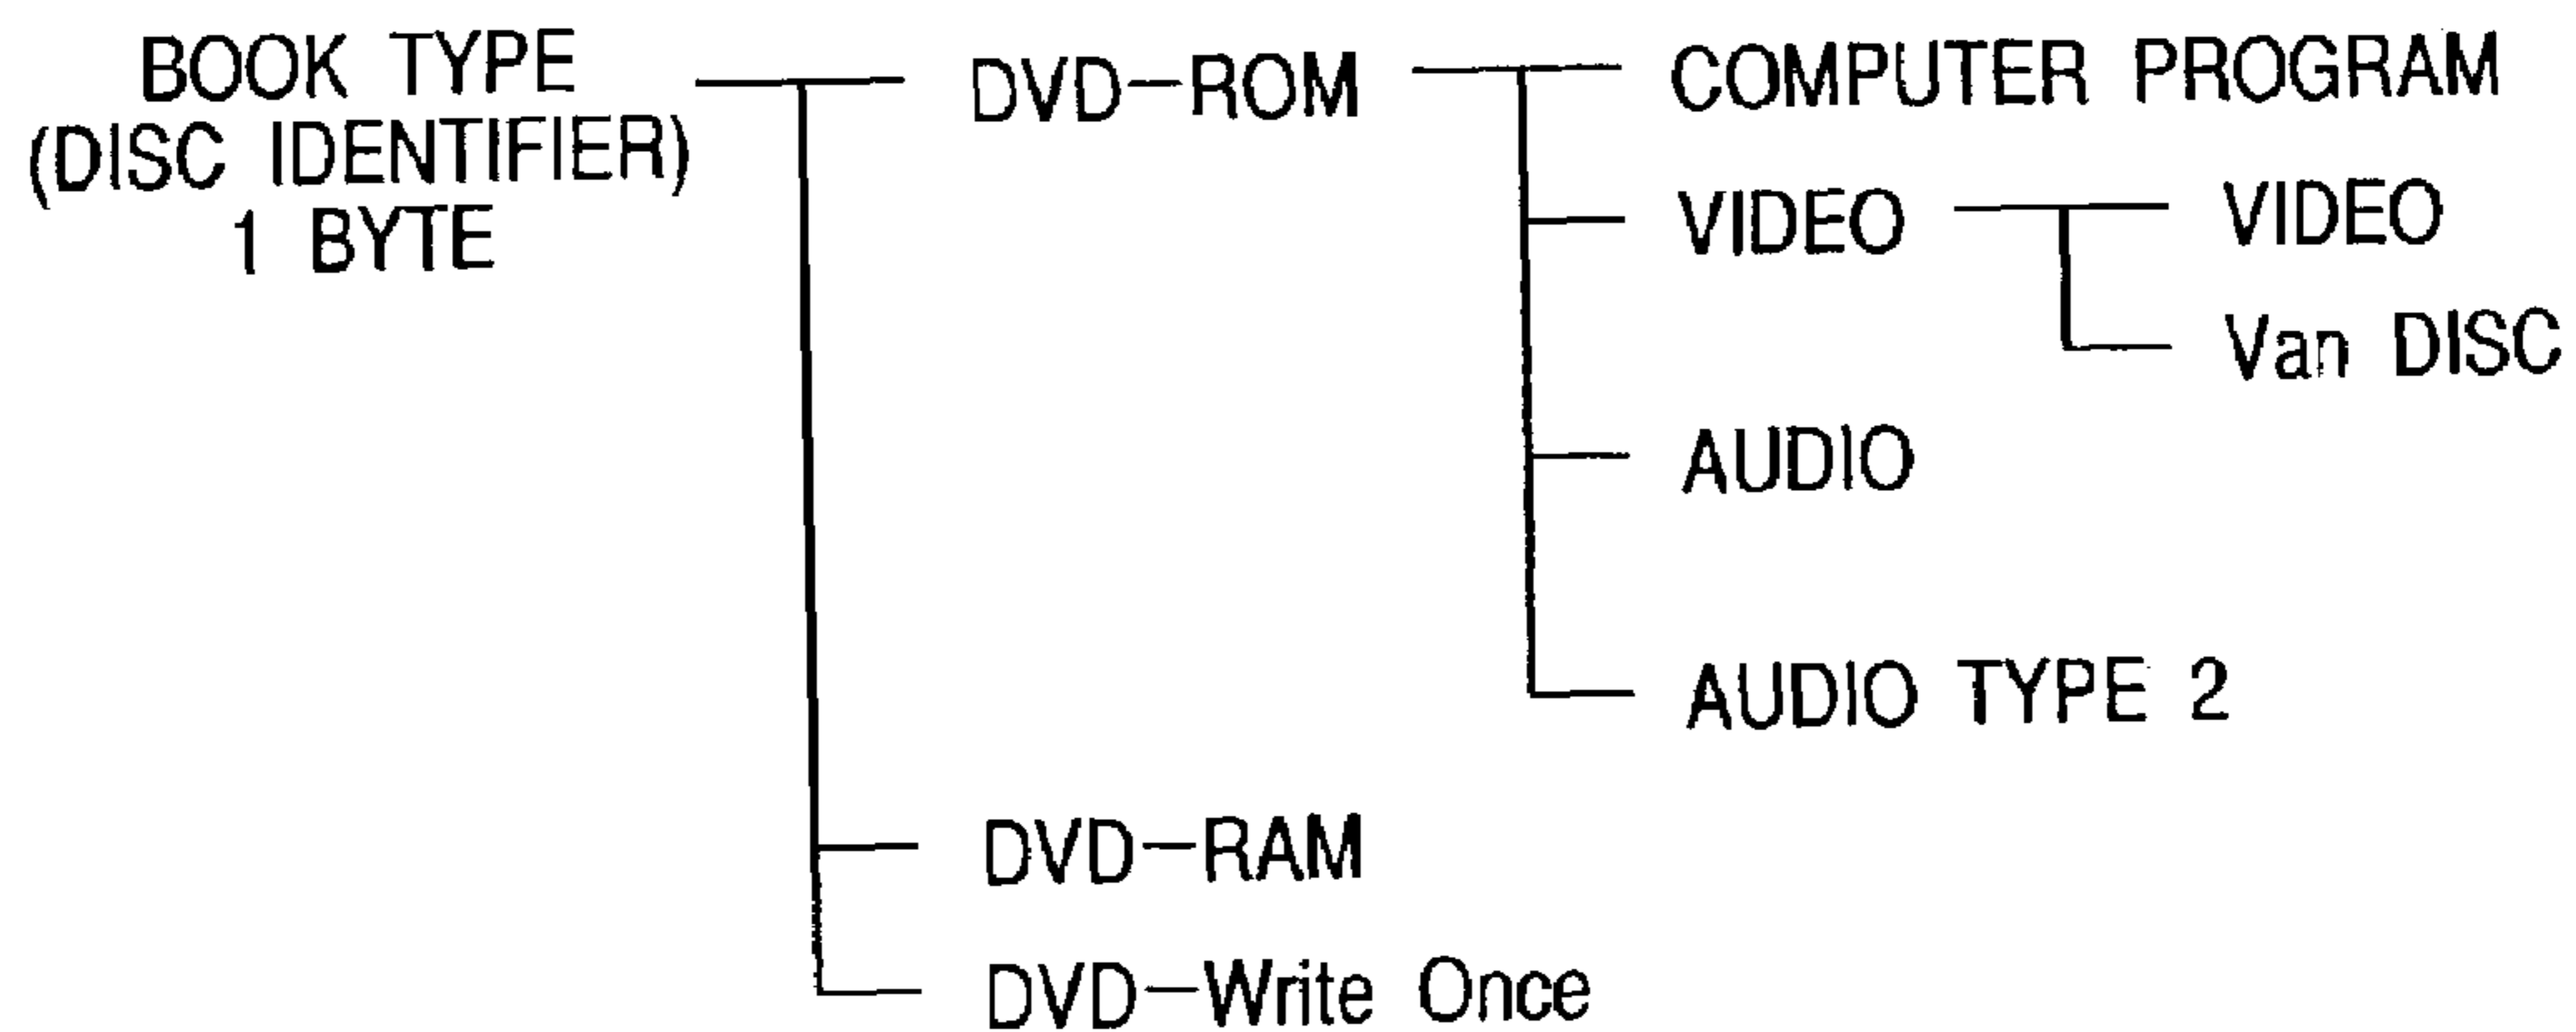 BOOK TYPE
(DISC IDENTIFIER)
1 BYTE
DVD-ROM
COMPUTER PROGRAM
VIDEO
VIDEO
Van DISC
AUDIO
AUDIO TYPE 2
DVD-RAM
DVD-Write Once